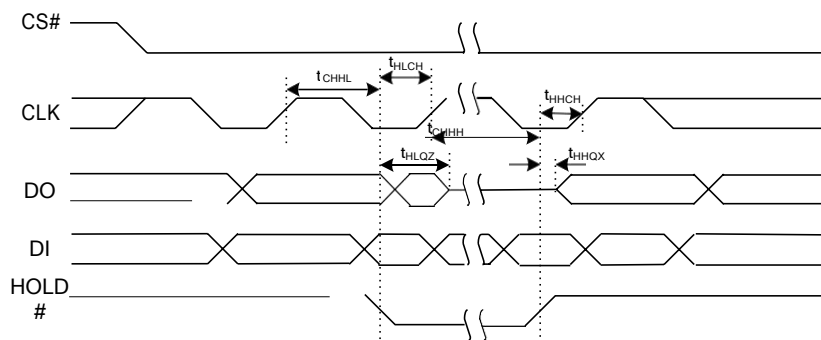 CS#
tHLCH
tCHHL
tHHCH
CLK
tCHHH
tHLQZ
tHHQX
DO
DI
HOLD
#